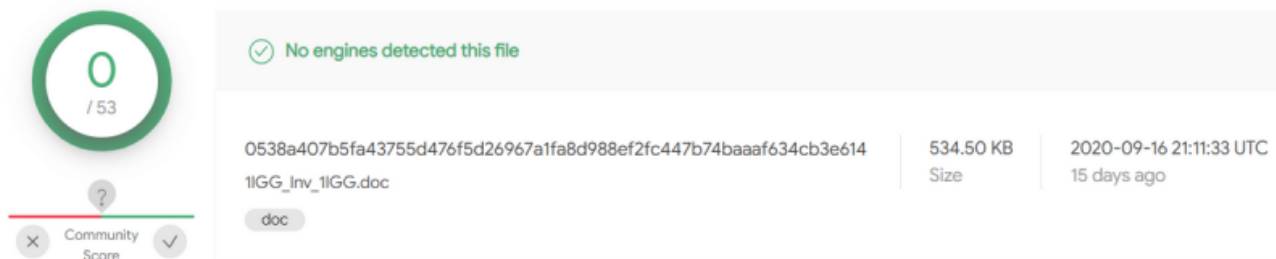 0
/ 53
?
Community
Score
No engines detected this file
0538a407b5fa43755d476f5d26967a1fa8d988ef2fc447b74baaaf634cb3e614
1IGG_Inv_1IGG.doc
doc
534.50 KB
Size
2020-09-16 21:11:33 UTC
15 days ago